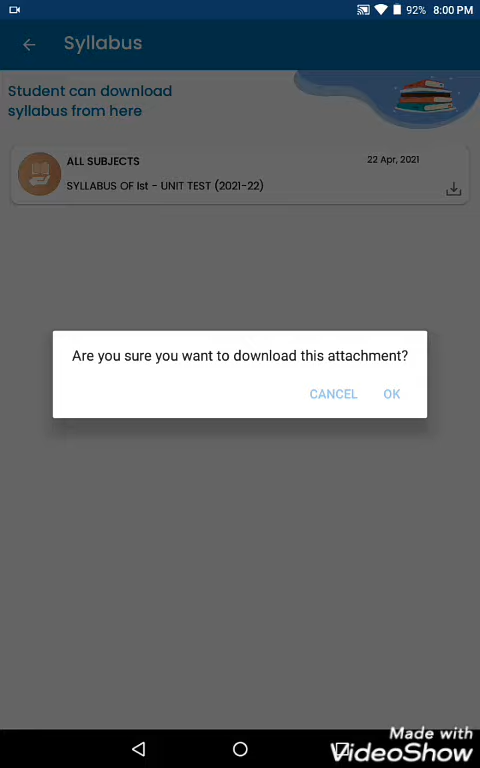 92% 8:00 PM
Syllabus
Student can download
syllabus from here
ALL SUBJECTS
22 Apr, 2021
SYLLABUS OF Ist - UNIT TEST (2021-22)
Are you sure you want to download this attachment?
CANCEL OK
Made with
VideoShow